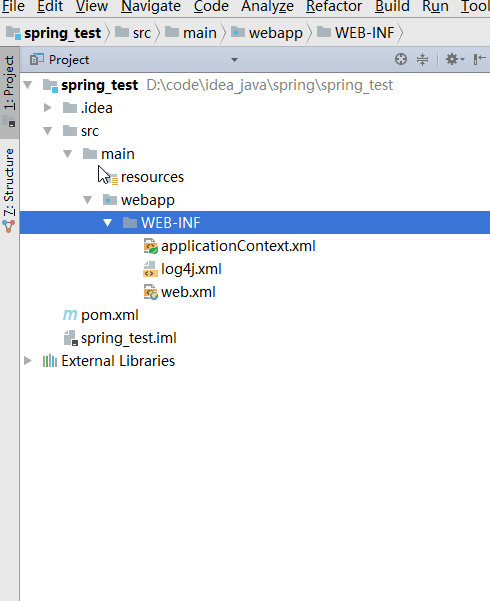 File Edit View Navigate Code Analyze Refactor Build Run Tool
spring_test src main webapp WEB-INF
Project
1: Project
7: Structure
spring_test D:\code\idea_java\spring\spring_test
.idea
src
main
resources
webapp
WEB-INF
applicationContext.xml
log4j.xml
web.xml
pom.xml
spring_test.iml
External Libraries